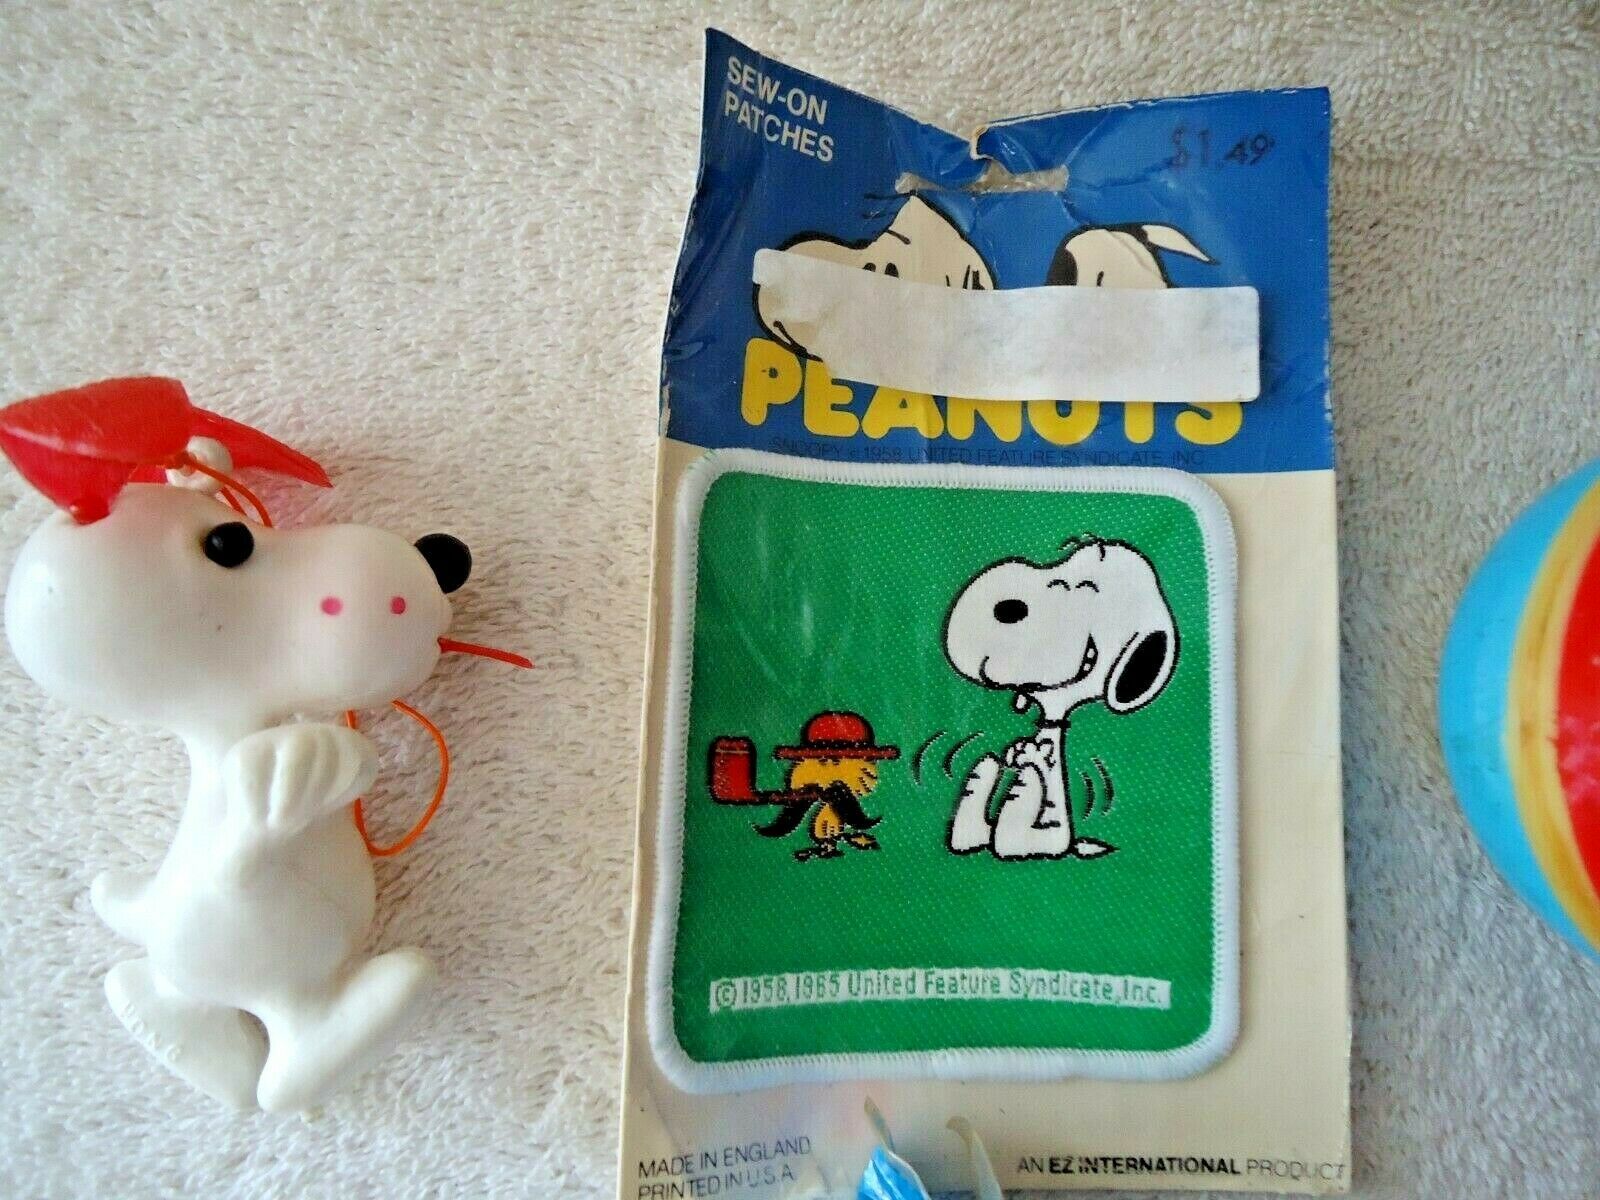 SEW-ON
PATCHES
$1.49
PEANUTS
SNOOPY © 1958 UNITED FEATURE SYNDICATE, INC.
© 1958,1965 United Feature Syndicate,Inc.
MADE IN ENGLAND
PRINTED IN U.S.A.
AN EZ INTERNATIONAL PRODUCT